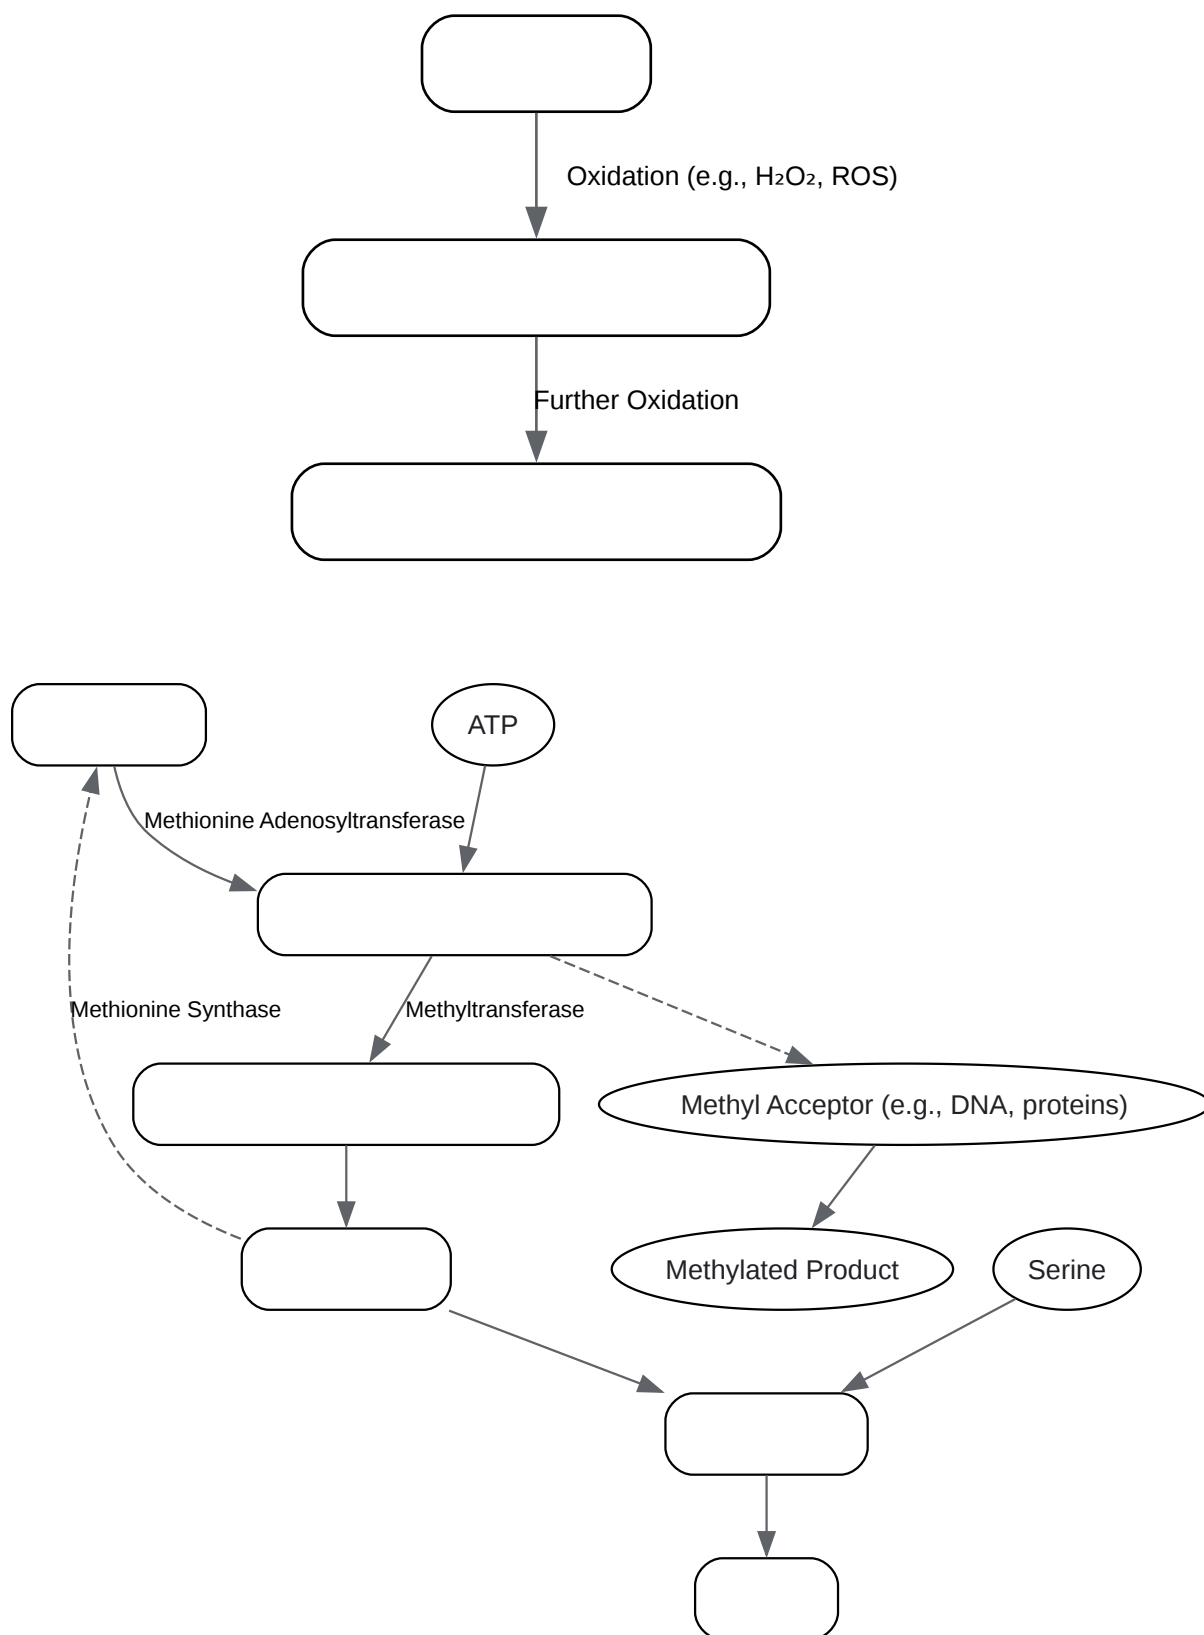 Oxidation (e.g., H₂O₂, ROS)
Further Oxidation
ATP
Methionine Adenosyltransferase
Methionine Synthase
Methyltransferase
Methyl Acceptor (e.g., DNA, proteins)
Methylated Product
Serine